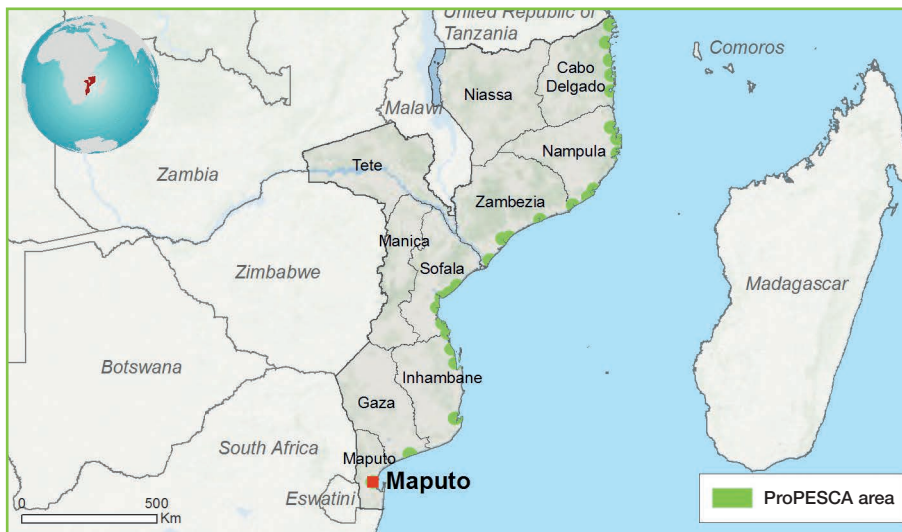 United Republic of
Tanzania
Comoros
Cabo
Delgado
Niassa
Malawi
Nampula
Tete
Zambia
Zambezia
Manica
Sofala
Zimbabwe
Madagascar
Botswana
Inhambane
Gaza
South Africa
Maputo
Maputo
Eswatini
0 500
Km
ProPESCA area